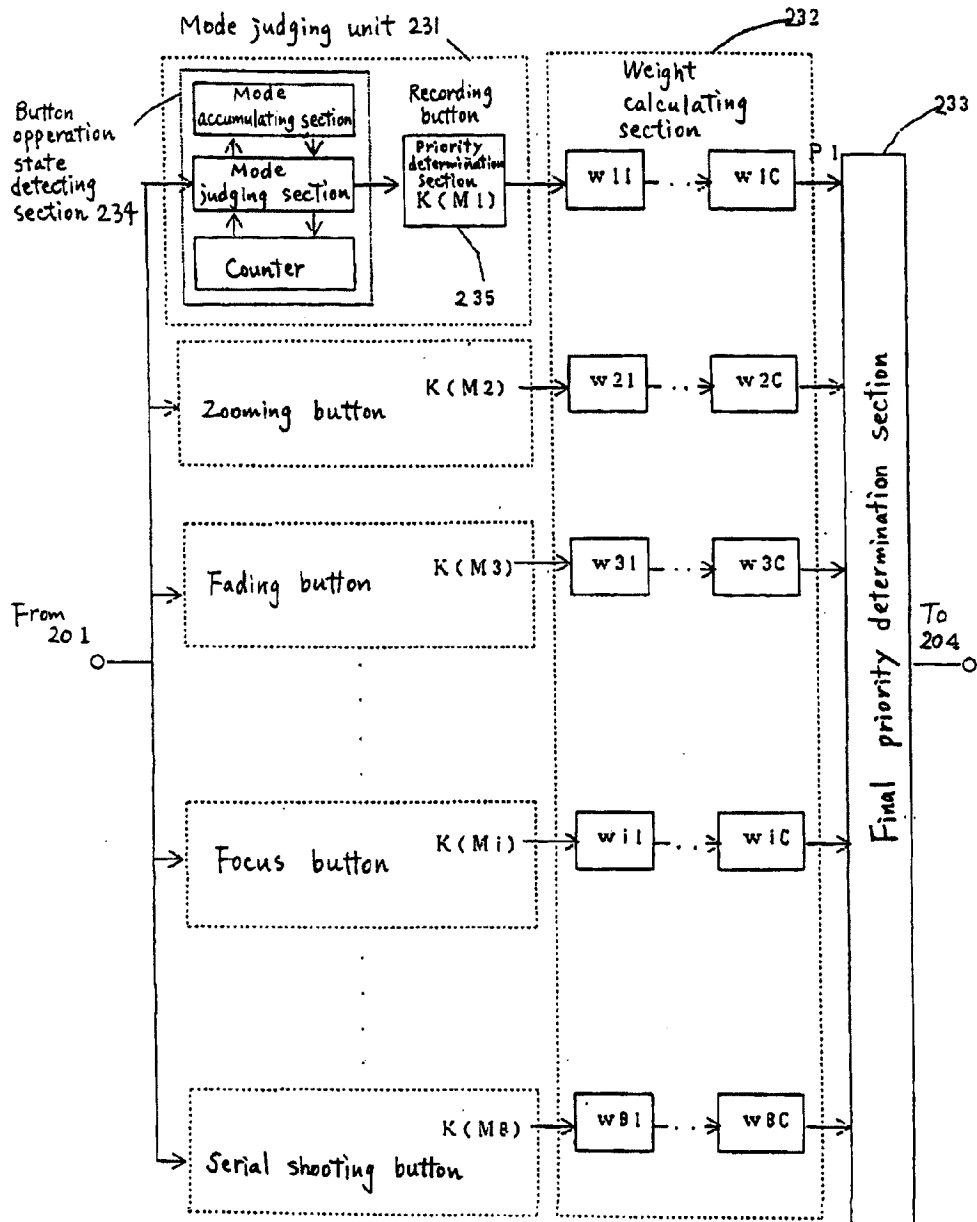 Mode judging unit 231
232
Button
opperation
state
detecting
section 234
Mode
accumulating section
Mode
judging section
Counter
Recording
button
Priority
determination
section
K(M1)
235
Weight
calculating
section
w11
...
w1C
P1
233
Zooming button
K(M2)
w21
...
w2C
Fading button
K(M3)
w31
...
w3C
From
201
To
204
Final priority determination section
Focus button
K(Mi)
wi1
...
wiC
Serial shooting button
K(MB)
wB1
...
wBC